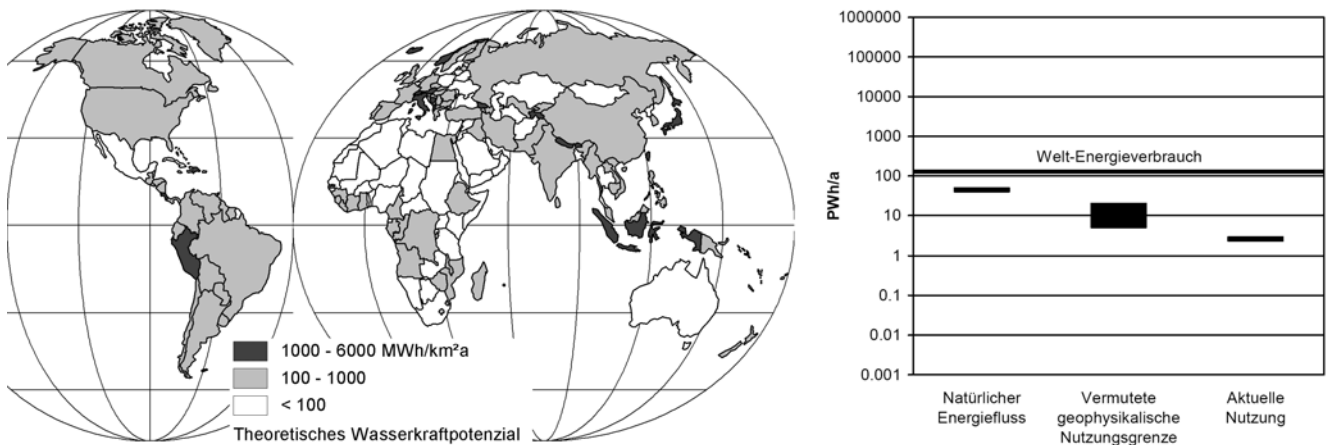 1000 - 6000 MWh/km²a
100 - 1000
< 100
Theoretisches Wasserkraftpotenzial
PWh/a
1000000
100000
10000
1000
100
10
1
0.1
0.01
0.001
Welt-Energieverbrauch
Natürlicher
Energiefluss
Vermutete
geophysikalische
Nutzungsgrenze
Aktuelle
Nutzung